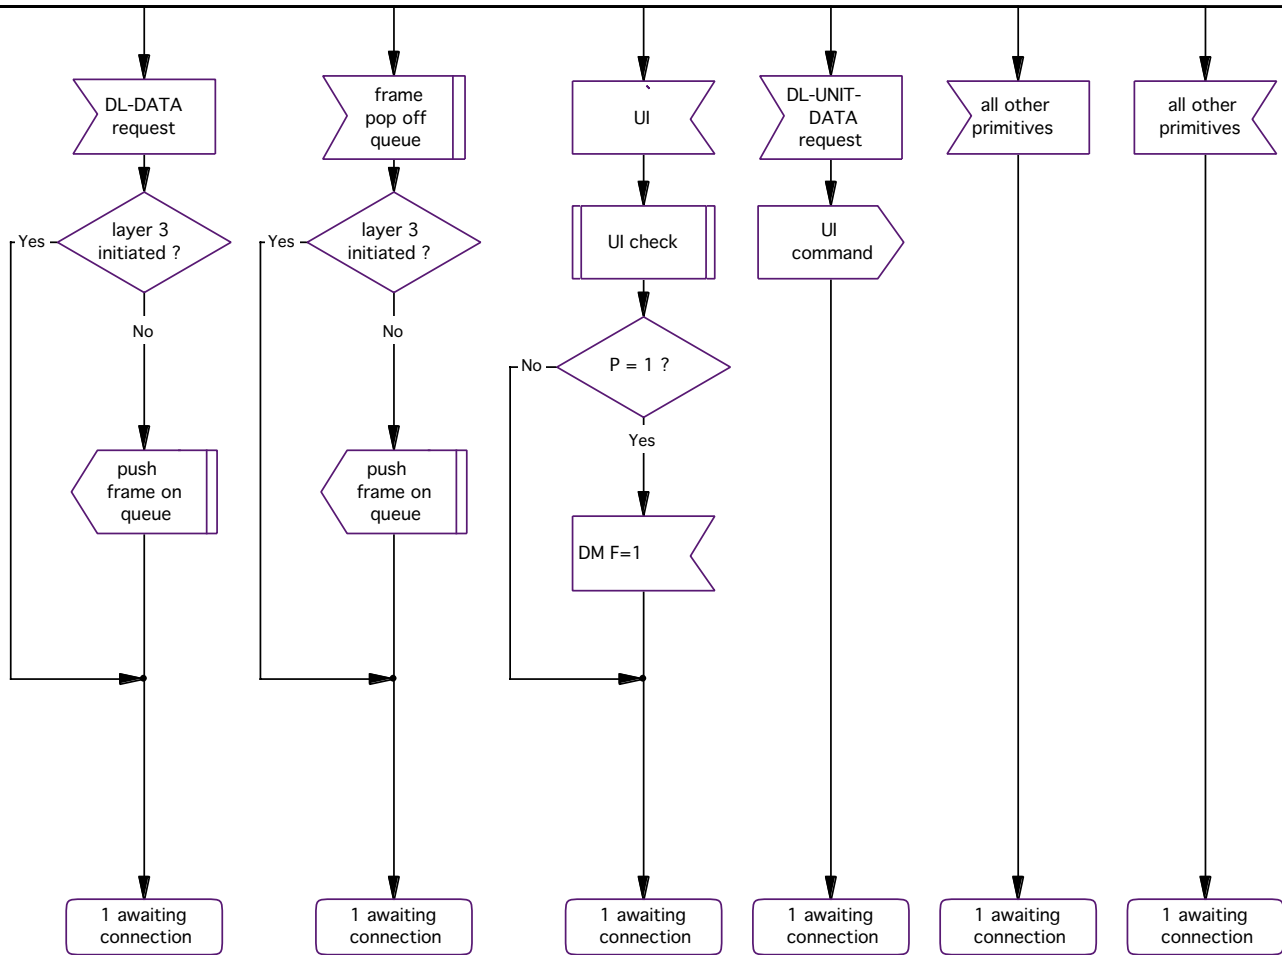 DL-DATA
request
frame
pop off
queue
UI
DL-UNIT-
DATA
request
all other
primitives
all other
primitives
Yes
layer 3
initiated ?
Yes
layer 3
initiated ?
UI check
UI
command
No
No
No
P = 1 ?
Yes
push
frame on
queue
push
frame on
queue
DM F=1
1 awaiting
connection
1 awaiting
connection
1 awaiting
connection
1 awaiting
connection
1 awaiting
connection
1 awaiting
connection